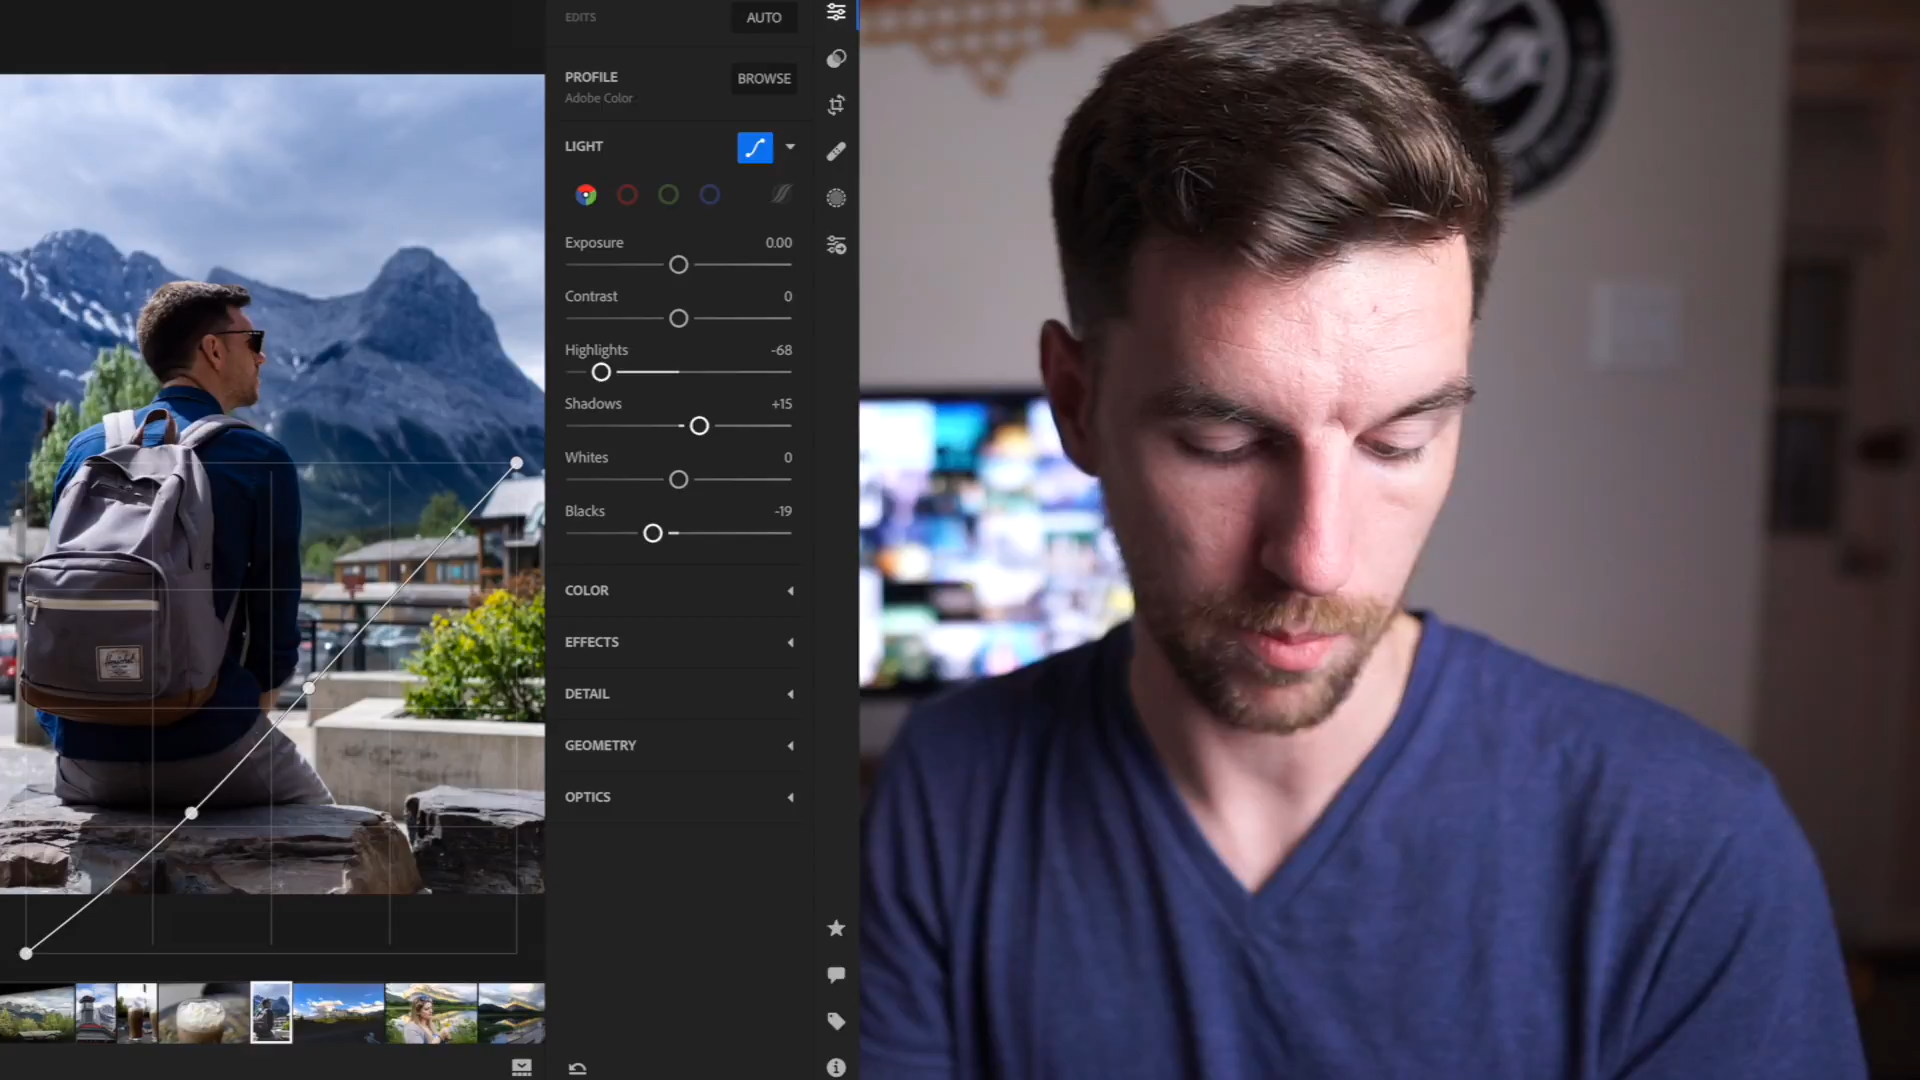 EDITS
AUTO
PROFILE
BROWSE
Adobe Color
LIGHT
Exposure 0.00
Contrast 0
Highlights -68
Shadows +15
Whites 0
Blacks -19
COLOR
EFFECTS
DETAIL
GEOMETRY
OPTICS
Herschel